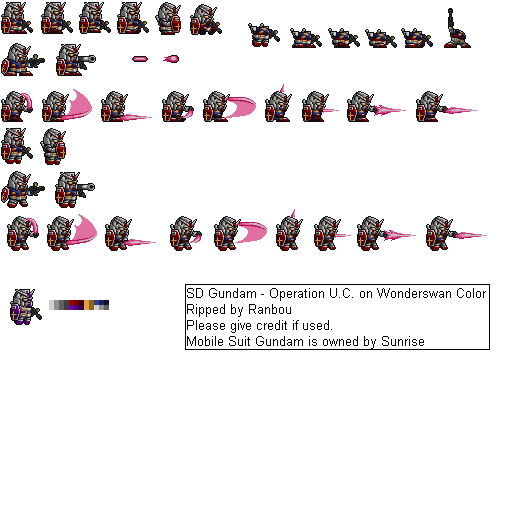 SD Gundam - Operation U.C. on Wonderswan Color
Ripped by Ranbou
Please give credit if used.
Mobile Suit Gundam is owned by Sunrise